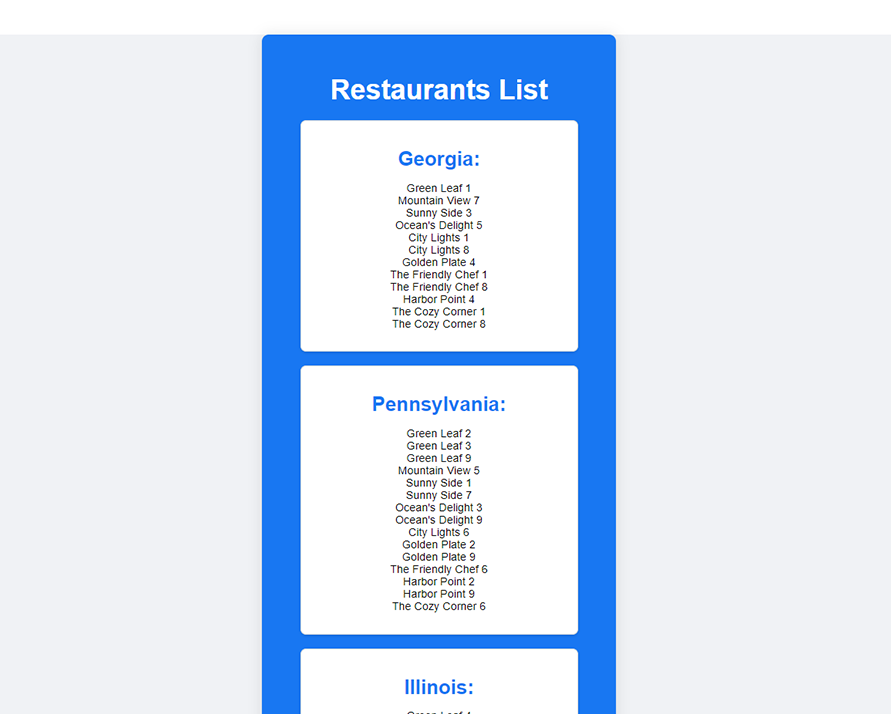 Restaurants List
Georgia:
Green Leaf 1
Mountain View 7
Sunny Side 3
Ocean's Delight 5
City Lights 1
City Lights 8
Golden Plate 4
The Friendly Chef 1
The Friendly Chef 8
Harbor Point 4
The Cozy Corner 1
The Cozy Corner 8
Pennsylvania:
Green Leaf 2
Green Leaf 3
Green Leaf 9
Mountain View 5
Sunny Side 1
Sunny Side 7
Ocean's Delight 3
Ocean's Delight 9
City Lights 6
Golden Plate 2
Golden Plate 9
The Friendly Chef 6
Harbor Point 2
Harbor Point 9
The Cozy Corner 6
Illinois: